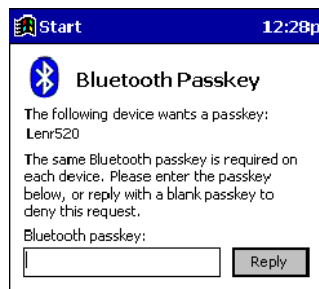 Start 12:28p
Bluetooth Passkey
The following device wants a passkey:
Lenr520
The same Bluetooth passkey is required on
each device. Please enter the passkey
below, or reply with a blank passkey to
deny this request.
Bluetooth passkey:
Reply